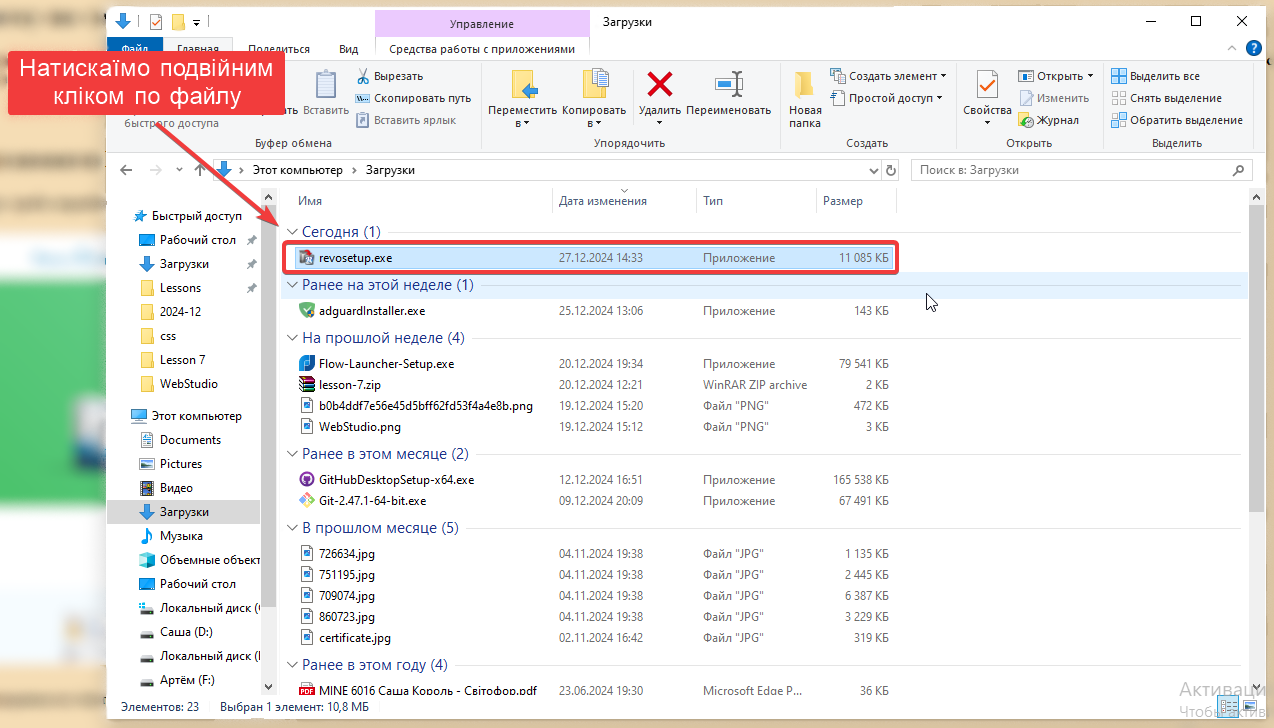 Управление
Загрузки
Файл
Главная
Поделиться
Вид
Средства работы с приложениями
Натискаїмо подвійним
кліком по файлу
быстрого доступа
Вставить
Вырезать
Скопировать путь
Вставить ярлык
Буфер обмена
Переместить
в
Копировать
в
Удалить
Переименовать
Упорядочить
Новая
папка
Создать элемент
Простой доступ
Создать
Свойства
Открыть
Изменить
Журнал
Открыть
Выделить все
Снять выделение
Обратить выделение
Выделить
Этот компьютер > Загрузки
Поиск в: Загрузки
Быстрый доступ
Рабочий стол
Загрузки
Lessons
2024-12
css
Lesson 7
WebStudio
Этот компьютер
Documents
Pictures
Видео
Загрузки
Музыка
Объемные объект
Рабочий стол
Локальный диск (
Саша (D:)
Локальный диск (
Артём (F:)
Имя Дата изменения Тип Размер
Сегодня (1)
revosetup.exe 27.12.2024 14:33 Приложение 11 085 КБ
Ранее на этой неделе (1)
adguardInstaller.exe 25.12.2024 13:06 Приложение 143 КБ
На прошлой неделе (4)
Flow-Launcher-Setup.exe 20.12.2024 19:34 Приложение 79 541 КБ
lesson-7.zip 20.12.2024 12:21 WinRAR ZIP archive 2 КБ
b0b4ddf7e56e45d5bff62fd53f4a4e8b.png 19.12.2024 15:20 Файл "PNG" 472 КБ
WebStudio.png 19.12.2024 15:12 Файл "PNG" 3 КБ
Ранее в этом месяце (2)
GitHubDesktopSetup-x64.exe 12.12.2024 16:51 Приложение 165 538 КБ
Git-2.47.1-64-bit.exe 09.12.2024 20:09 Приложение 67 491 КБ
В прошлом месяце (5)
726634.jpg 04.11.2024 19:38 Файл "JPG" 1 135 КБ
751195.jpg 04.11.2024 19:38 Файл "JPG" 2 445 КБ
709074.jpg 04.11.2024 19:38 Файл "JPG" 6 387 КБ
860723.jpg 04.11.2024 19:38 Файл "JPG" 3 229 КБ
certificate.jpg 02.11.2024 16:42 Файл "JPG" 319 КБ
Ранее в этом году (4)
MINE 6016 Саша Король - Світофор.pdf 23.06.2024 19:30 Microsoft Edge P... 36 КБ
Элементов: 23 Выбран 1 элемент: 10,8 МБ
Активаци
Чтобы актив